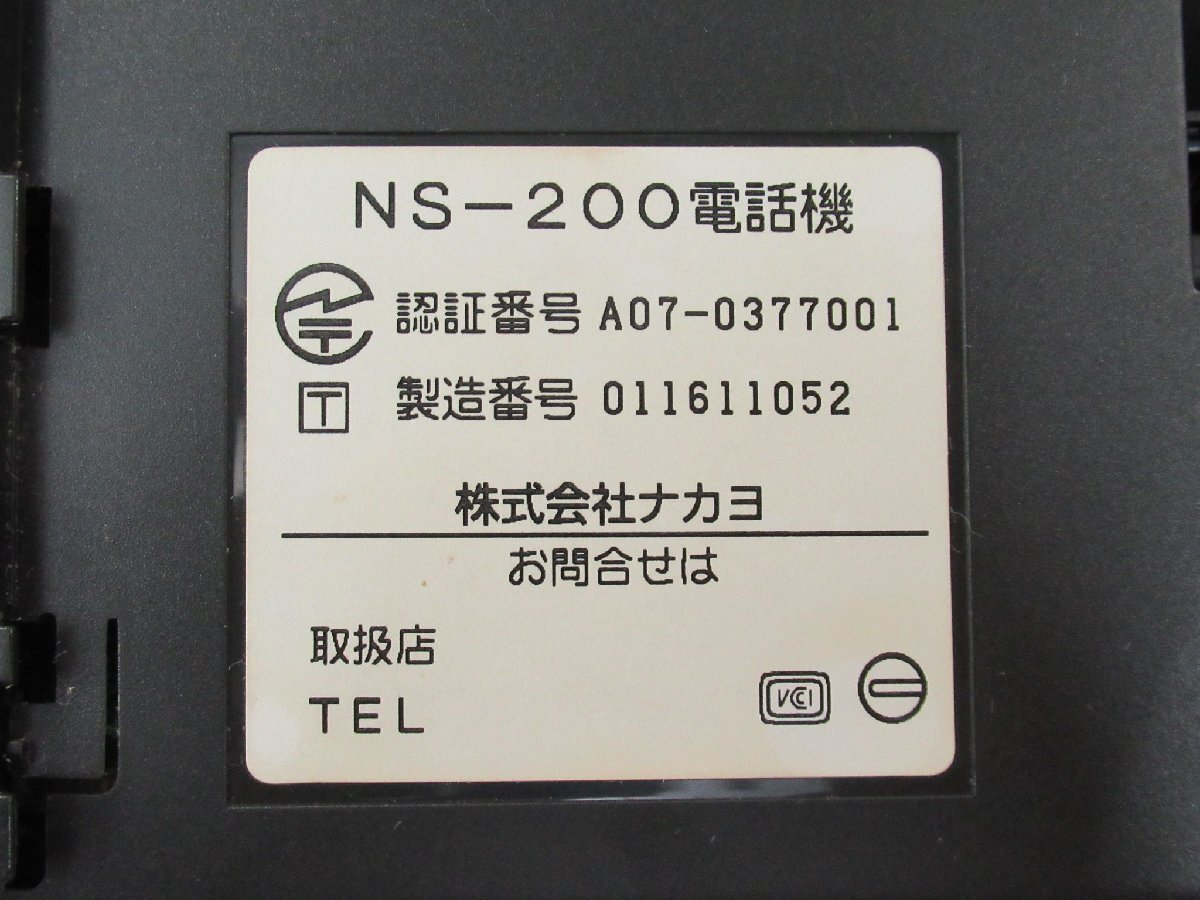 NS-200電話機
認証番号 A07-0377001
T 製造番号 011611052
株式会社ナカヨ
お問合せは
取扱店
TEL
VCCI